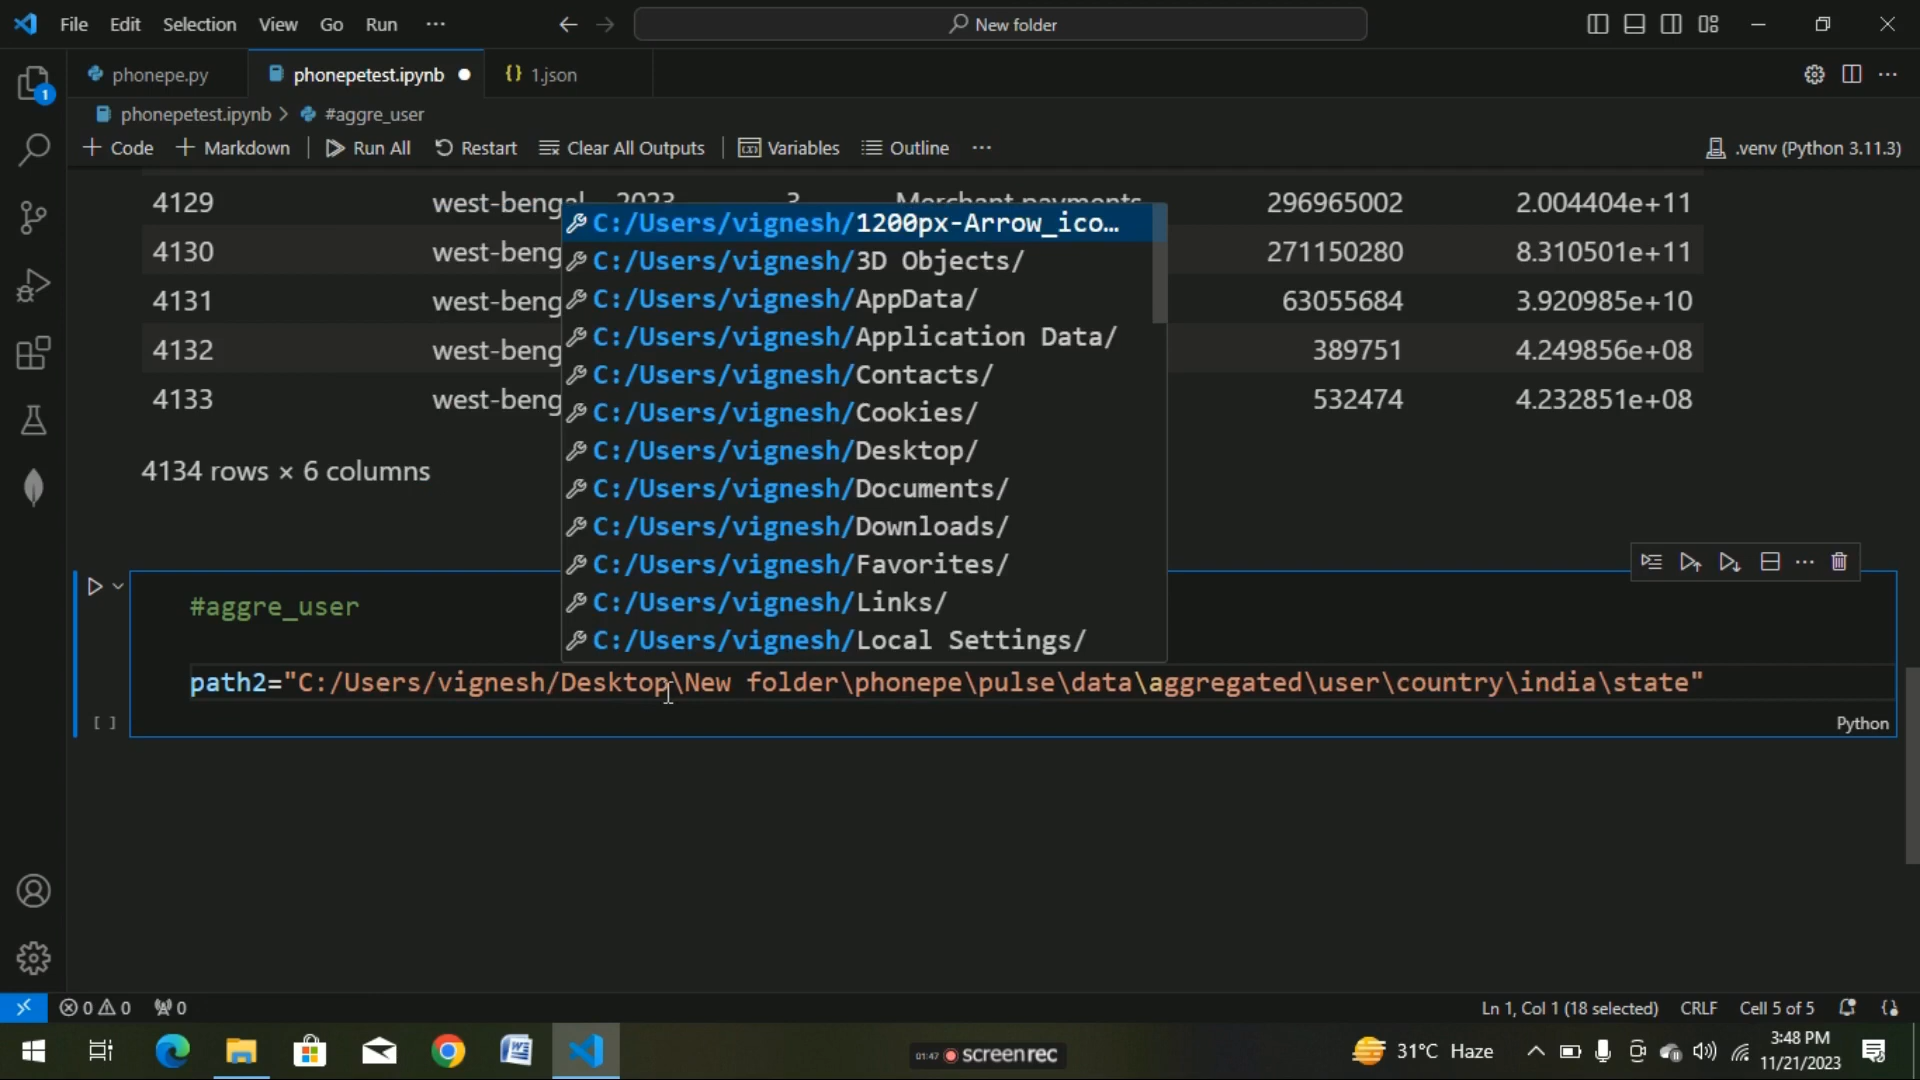 File Edit Selection View Go Run ··· New folder
phonepe.py phonepetest.ipynb {} 1.json
1
phonepetest.ipynb > #aggre_user
+ Code + Markdown Run All Restart Clear All Outputs Variables Outline ··· .venv (Python 3.11.3)
4129 west-bengal 2023 3 Merchant payments 296965002 2.004404e+11
4130 west-beng 271150280 8.310501e+11
4131 west-beng 63055684 3.920985e+10
4132 west-beng 389751 4.249856e+08
4133 west-beng 532474 4.232851e+08
4134 rows × 6 columns
C:/Users/vignesh/1200px-Arrow_ico...
C:/Users/vignesh/3D Objects/
C:/Users/vignesh/AppData/
C:/Users/vignesh/Application Data/
C:/Users/vignesh/Contacts/
C:/Users/vignesh/Cookies/
C:/Users/vignesh/Desktop/
C:/Users/vignesh/Documents/
C:/Users/vignesh/Downloads/
C:/Users/vignesh/Favorites/
C:/Users/vignesh/Links/
C:/Users/vignesh/Local Settings/
#aggre_user
path2="C:/Users/vignesh/Desktop\New folder\phonepe\pulse\data\aggregated\user\country\india\state"
[ ] Python
0 0 0 Ln 1, Col 1 (18 selected) CRLF Cell 5 of 5 {}
01:47 screenrec 31°C Haze 3:48 PM
11/21/2023